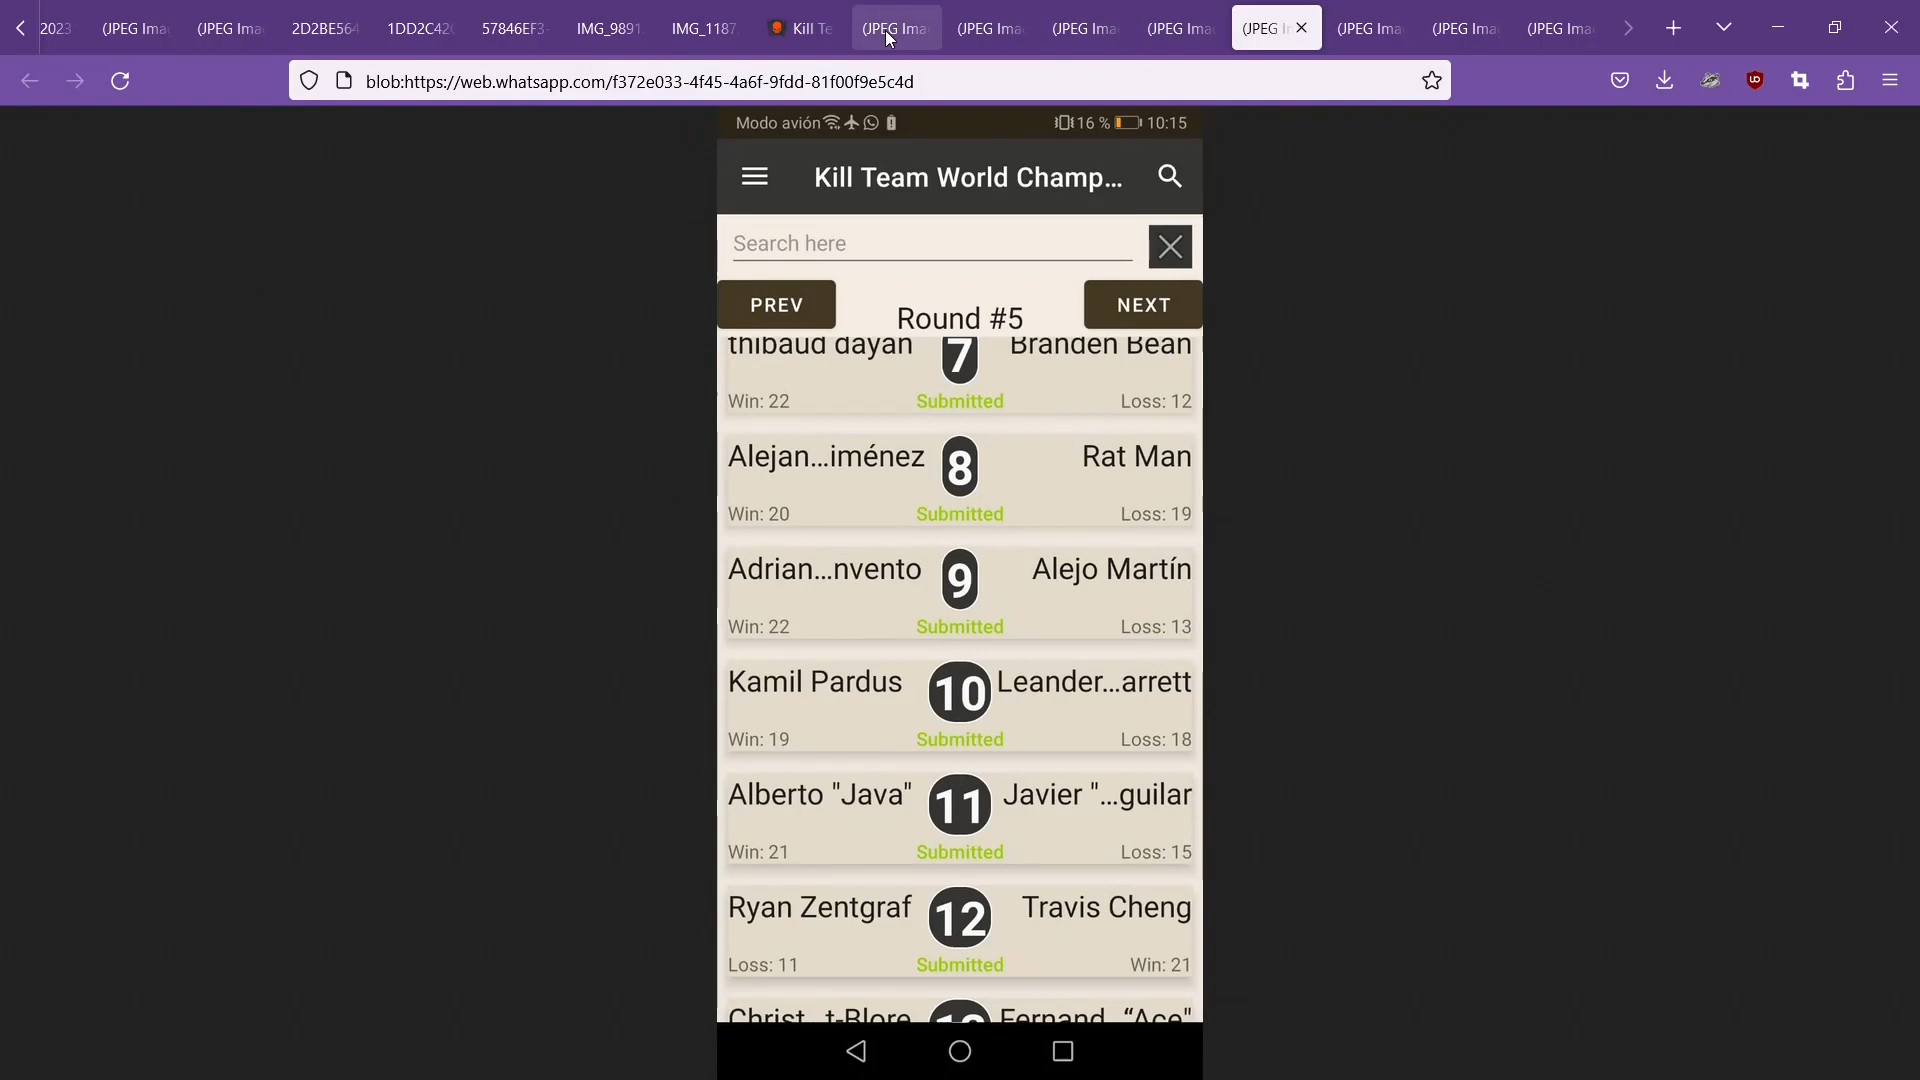 2023 (JPEG Ima (JPEG Ima 2D2BE564 1DD2C42 57846EF3- IMG_9891 IMG_1187. Kill Te (JPEG Ima (JPEG Ima (JPEG Ima (JPEG Ima (JPEG I (JPEG Ima (JPEG Ima (JPEG Ima
blob:https://web.whatsapp.com/f372e033-4f45-4a6f-9fdd-81f00f9e5c4d
Modo avión 16 % 10:15
Kill Team World Champ...
Search here
PREV Round #5 NEXT
thibaud dayan 7 Branden Bean
Win: 22 Submitted Loss: 12
Alejan...iménez 8 Rat Man
Win: 20 Submitted Loss: 19
Adrian...nvento 9 Alejo Martín
Win: 22 Submitted Loss: 13
Kamil Pardus 10 Leander...arrett
Win: 19 Submitted Loss: 18
Alberto "Java" 11 Javier "...guilar
Win: 21 Submitted Loss: 15
Ryan Zentgraf 12 Travis Cheng
Loss: 11 Submitted Win: 21
Christ...t-Blore Fernand..."Ace"